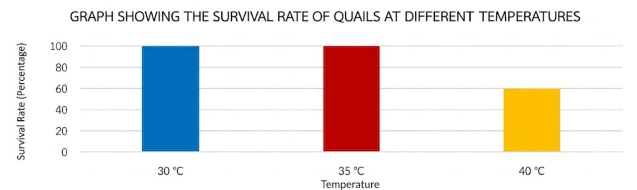 GRAPH SHOWING THE SURVIVAL RATE OF QUAILS AT DIFFERENT TEMPERATURES
Survival Rate (Percentage)
100
80
60
40
20
0
30 °C 35 °C 40 °C
Temperature